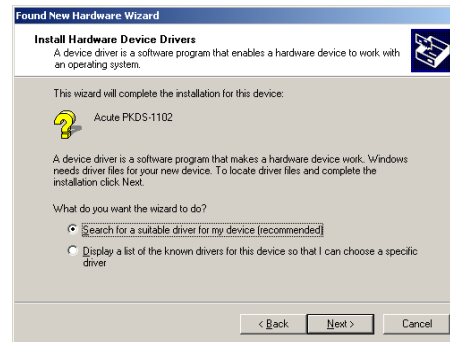 Found New Hardware Wizard
Install Hardware Device Drivers
A device driver is a software program that enables a hardware device to work with
an operating system.
This wizard will complete the installation for this device:
Acute PKDS-1102
A device driver is a software program that makes a hardware device work. Windows
needs driver files for your new device. To locate driver files and complete the
installation click Next.
What do you want the wizard to do?
Search for a suitable driver for my device (recommended)
Display a list of the known drivers for this device so that I can choose a specific
driver
< Back Next > Cancel